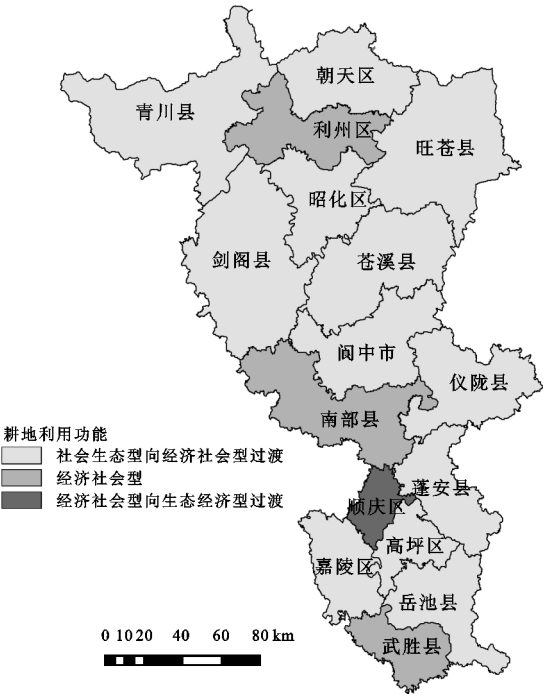 朝天区
青川县
利州区
旺苍县
昭化区
剑阁县
苍溪县
阆中市
仪陇县
南部县
耕地利用功能
社会生态型向经济社会型过渡
经济社会型
经济社会型向生态经济型过渡
蓬安县
顺庆区
高坪区
嘉陵区
岳池县
武胜县
0 10 20 40 60 80 km